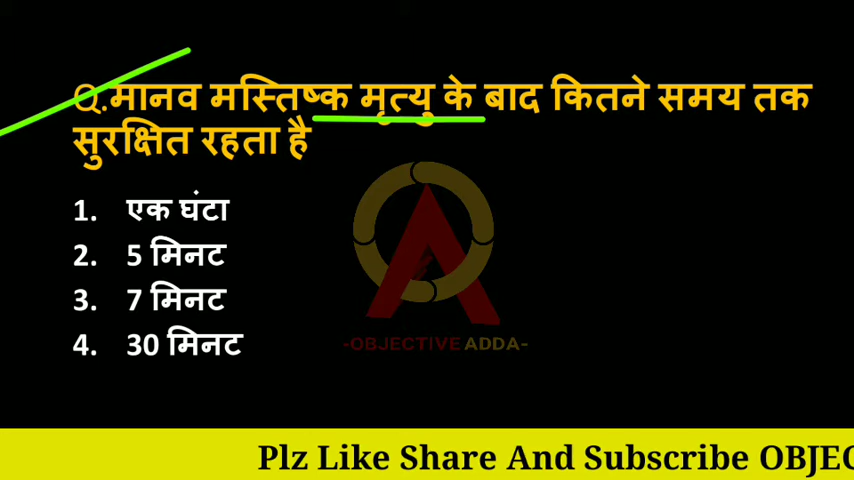 Q.मानव मस्तिष्क मृत्यु के बाद कितने समय तक
सुरक्षित रहता है
1. एक घंटा
2. 5 मिनट
3. 7 मिनट
4. 30 मिनट
-OBJECTIVE ADDA-
Plz Like Share And Subscribe OBJEC